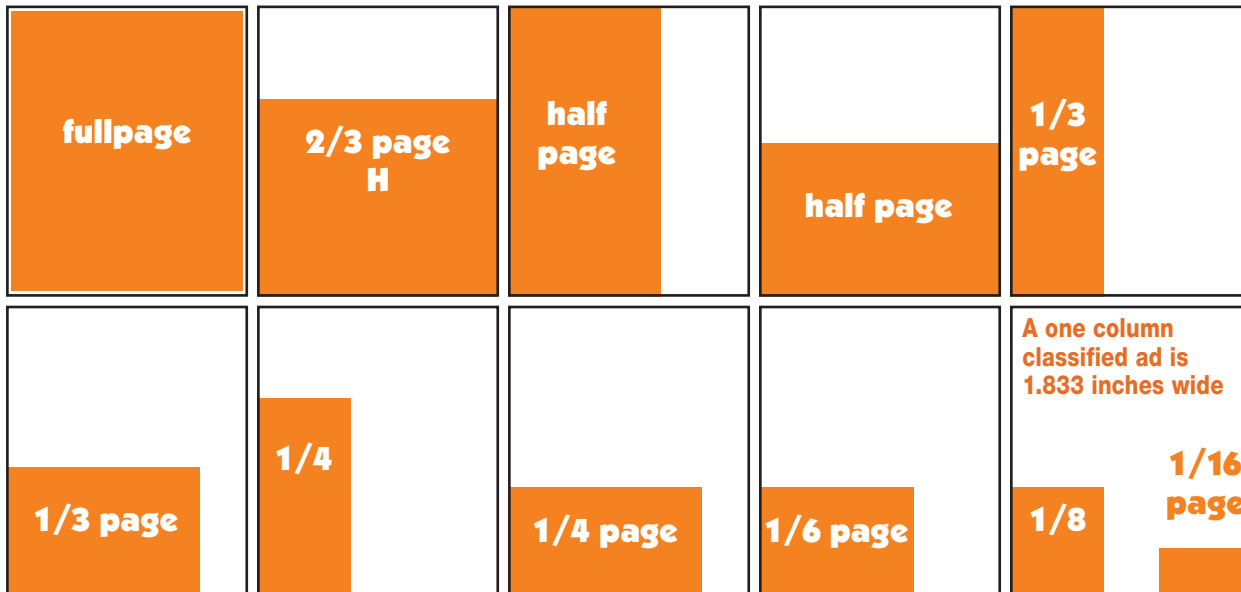 fullpage
2/3 page
H
half
page
half page
1/3
page
1/3 page
1/4
1/4 page
1/6 page
A one column
classified ad is
1.833 inches wide
1/8
1/16
page